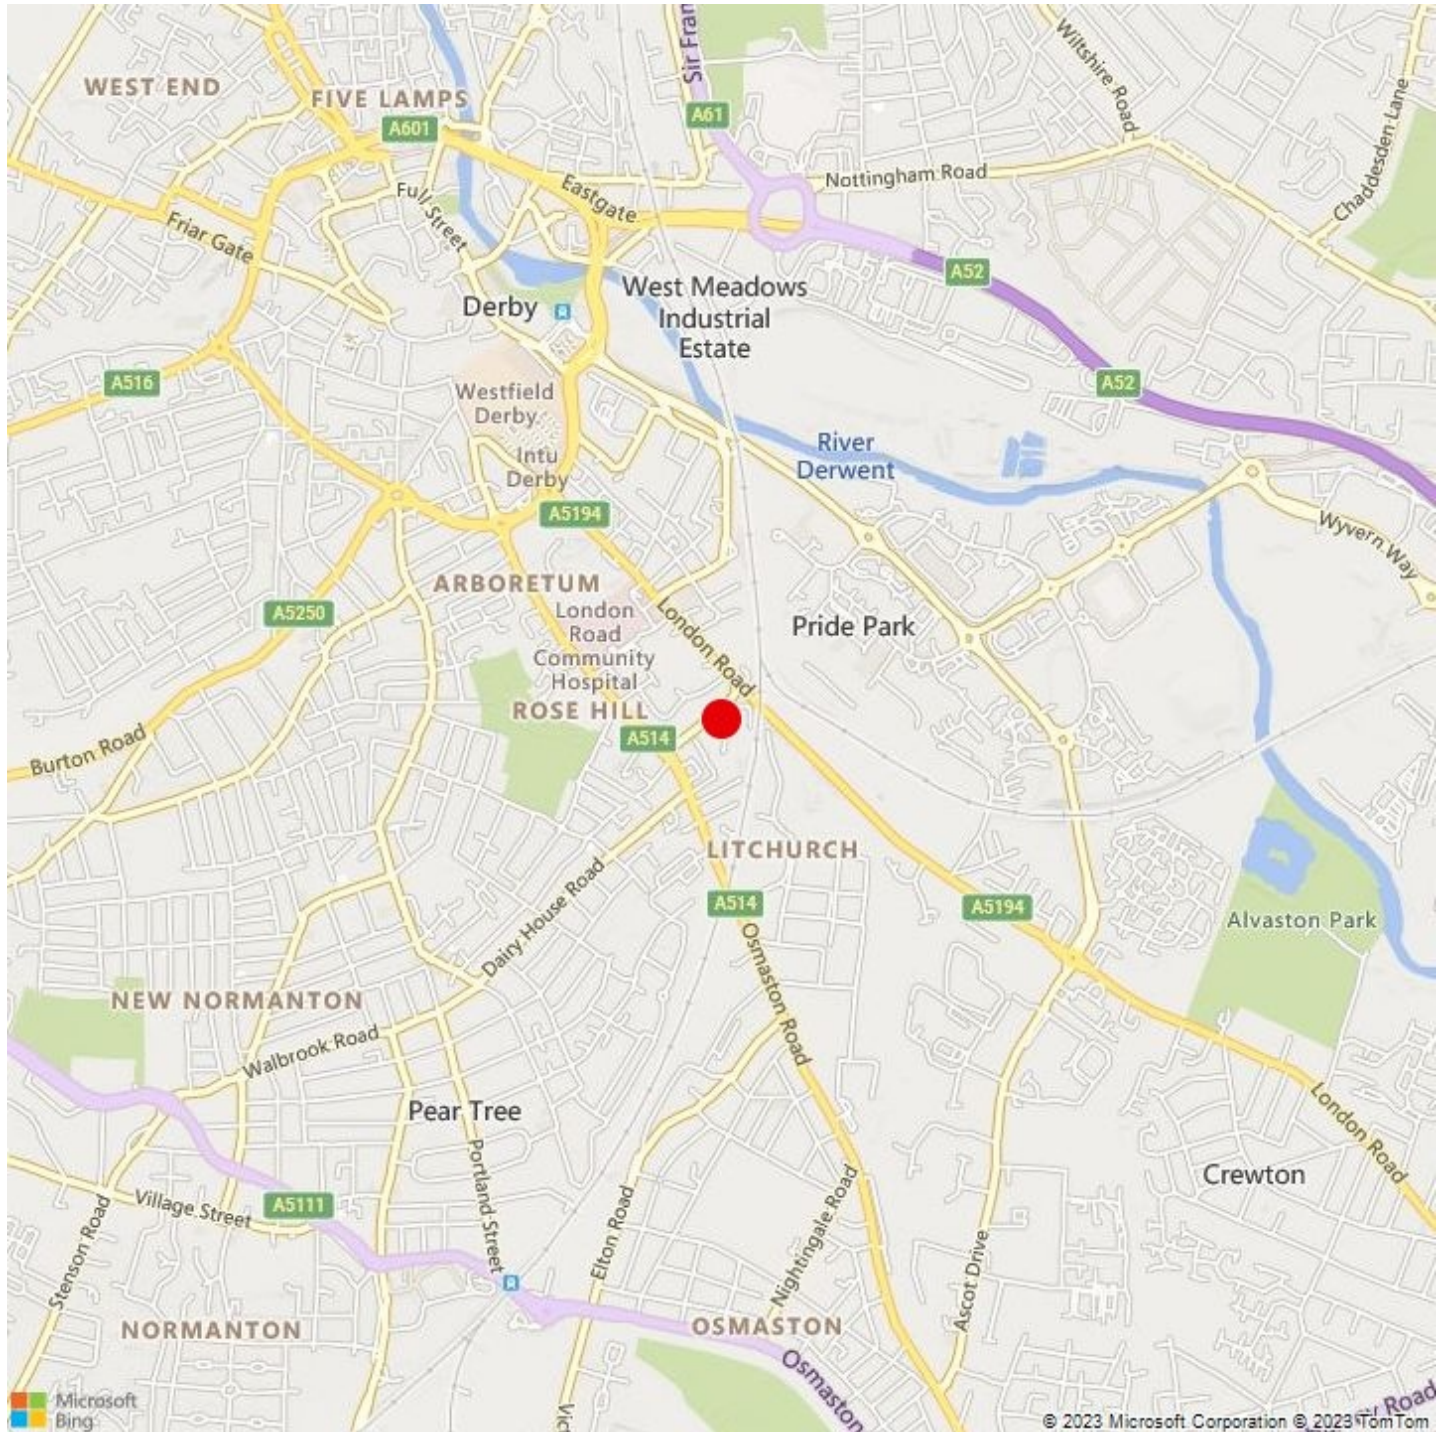 Sir Fran
Wiltshire Road
WEST END
FIVE LAMPS
A601
A61
Chaddesden Lane
Nottingham Road
Eastgate
Full Street
Friar Gate
A52
West Meadows
Industrial
Estate
Derby
A516
A52
Westfield
Derby
River
Derwent
Intu
Derby
A5194
Wyvern Way
ARBORETUM
A5250
London
Road
Community
Hospital
London Road
Pride Park
ROSE HILL
A514
Burton Road
LITCHURCH
Dairy House Road
A514
A5194
Alvaston Park
Osmaston Road
NEW NORMANTON
Walbrook Road
Pear Tree
London Road
Portland Street
Crewton
Village Street
A5111
Stenson Road
Elton Road
Nightingale Road
Ascot Drive
NORMANTON
OSMASTON
Osmaston
Vic
Road
Microsoft
Bing
© 2023 Microsoft Corporation © 2023 TomTom